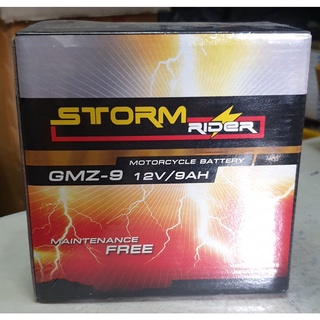 STORM
RIDER
MOTORCYCLE BATTERY
GMZ-9 12V/9AH
MAINTENANCE
FREE